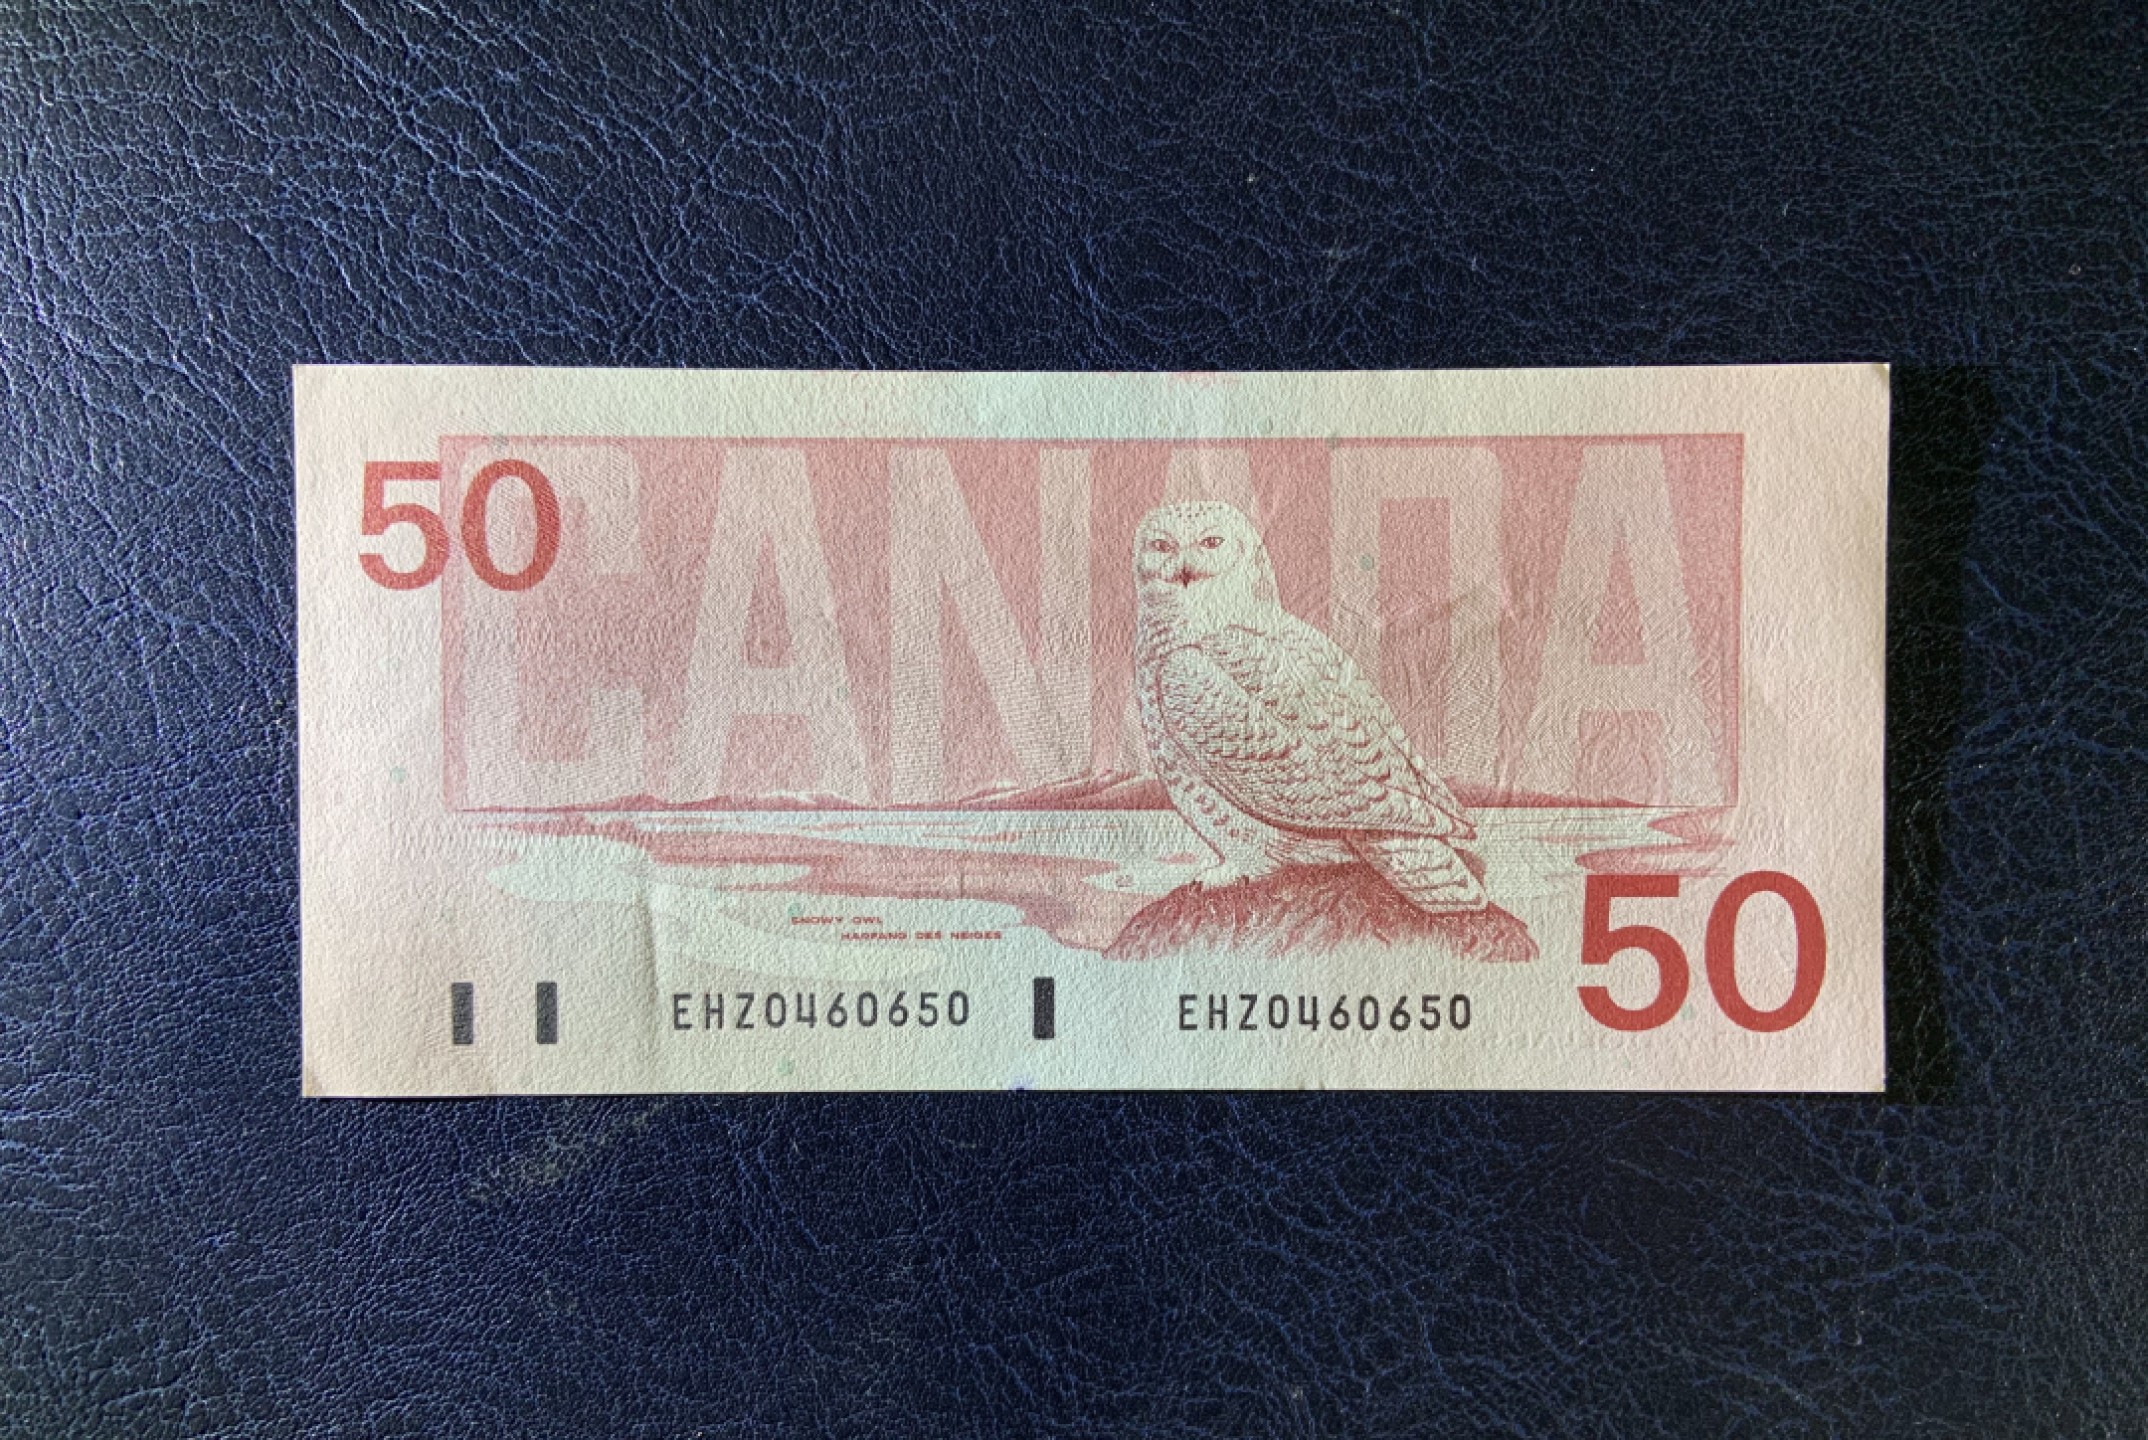 50
CANADA
SNOWY OWL
HARFANG DES NEIGES
50
EHZ0460650 EHZ0460650